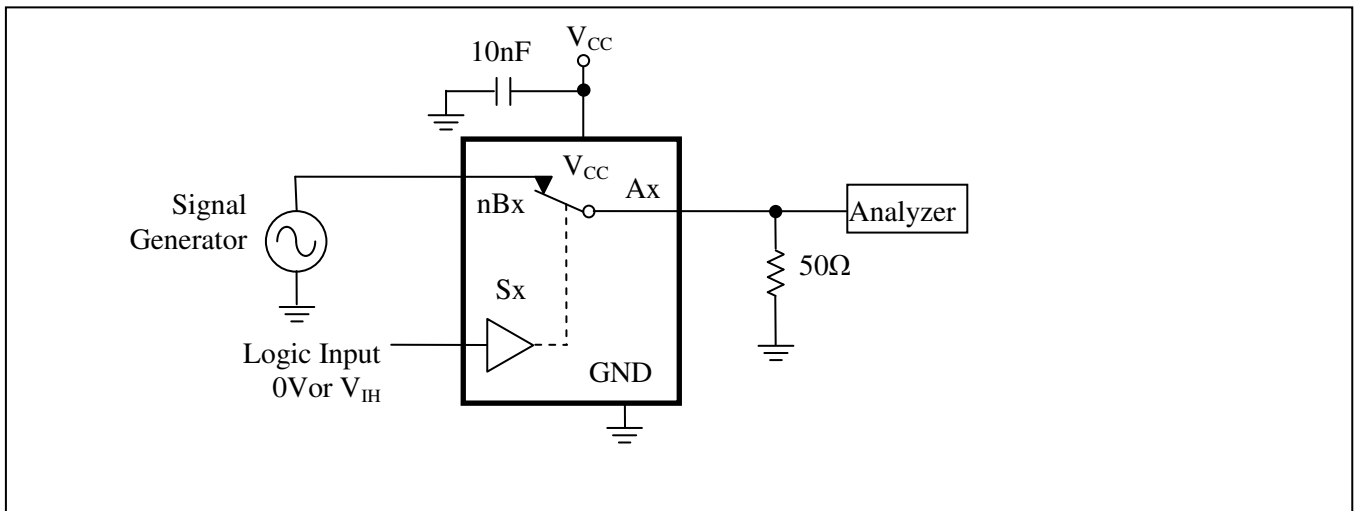 V_CC
10nF
V_CC
Ax
nBx
Analyzer
Signal
Generator
50Ω
Sx
Logic Input
0Vor V_IH
GND